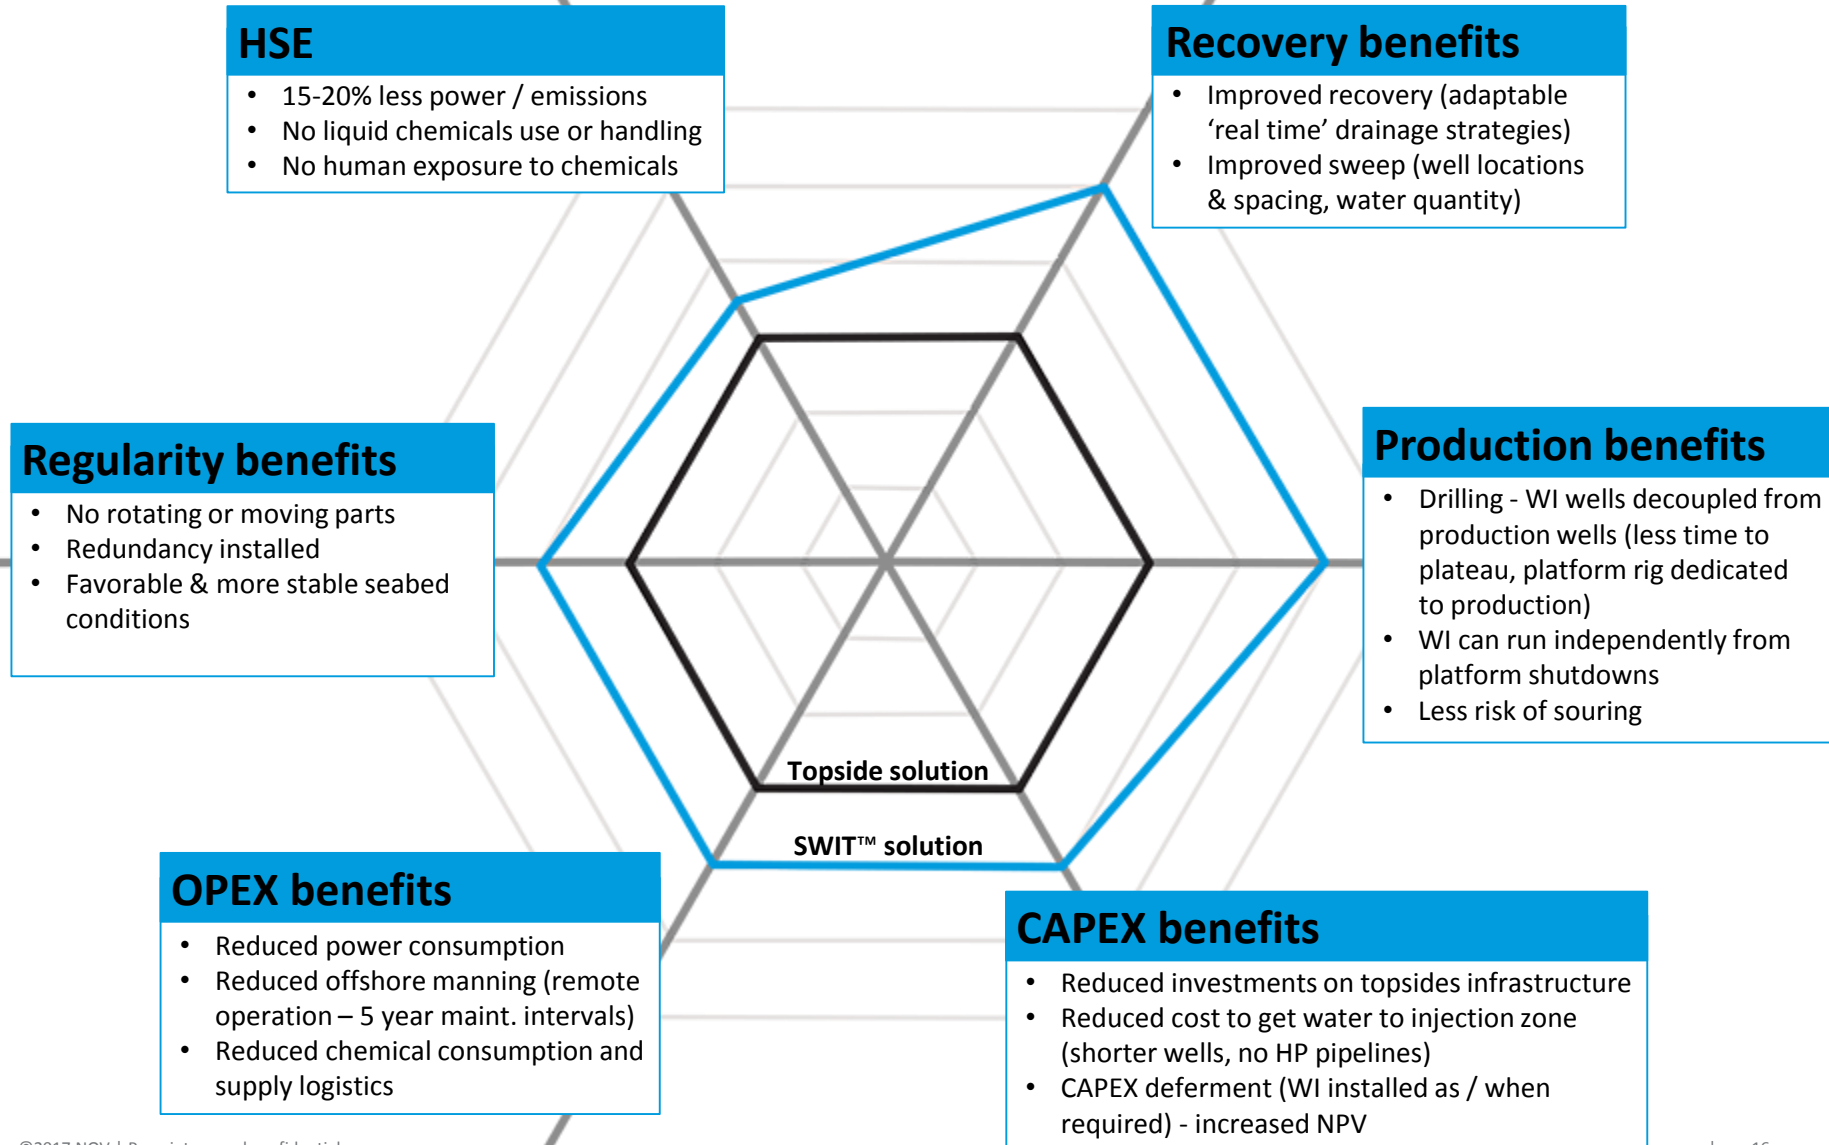 HSE
• 15-20% less power / emissions
• No liquid chemicals use or handling
• No human exposure to chemicals
Recovery benefits
• Improved recovery (adaptable
‘real time’ drainage strategies)
• Improved sweep (well locations
& spacing, water quantity)
Regularity benefits
• No rotating or moving parts
• Redundancy installed
• Favorable & more stable seabed
conditions
Production benefits
• Drilling - WI wells decoupled from
production wells (less time to
plateau, platform rig dedicated
to production)
• WI can run independently from
platform shutdowns
• Less risk of souring
Topside solution
SWIT™ solution
OPEX benefits
• Reduced power consumption
• Reduced offshore manning (remote
operation – 5 year maint. intervals)
• Reduced chemical consumption and
supply logistics
CAPEX benefits
• Reduced investments on topsides infrastructure
• Reduced cost to get water to injection zone
(shorter wells, no HP pipelines)
• CAPEX deferment (WI installed as / when
required) - increased NPV